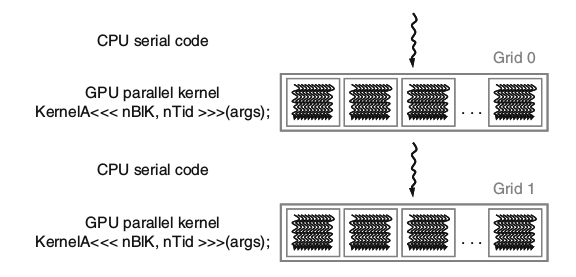 CPU serial code
Grid 0
GPU parallel kernel
KernelA<<< nBlK, nTid >>>(args);
. . .
CPU serial code
Grid 1
GPU parallel kernel
KernelA<<< nBlK, nTid >>>(args);
. . .